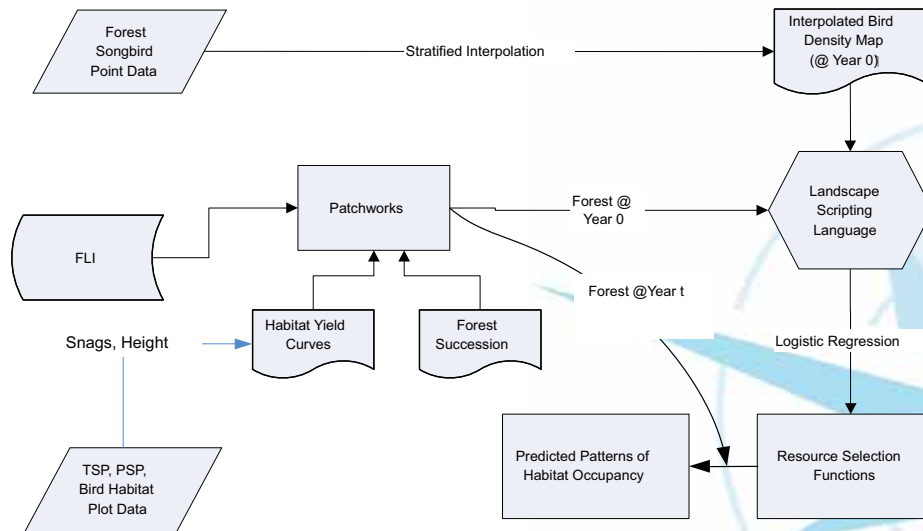 Forest
Songbird
Point Data
Stratified Interpolation
Interpolated Bird
Density Map
(@ Year 0)
Patchworks
Forest @
Year 0
Landscape
Scripting
Language
FLI
Forest @Year t
Habitat Yield
Curves
Forest
Succession
Snags, Height
Logistic Regression
TSP, PSP,
Bird Habitat
Plot Data
Predicted Patterns of
Habitat Occupancy
Resource Selection
Functions